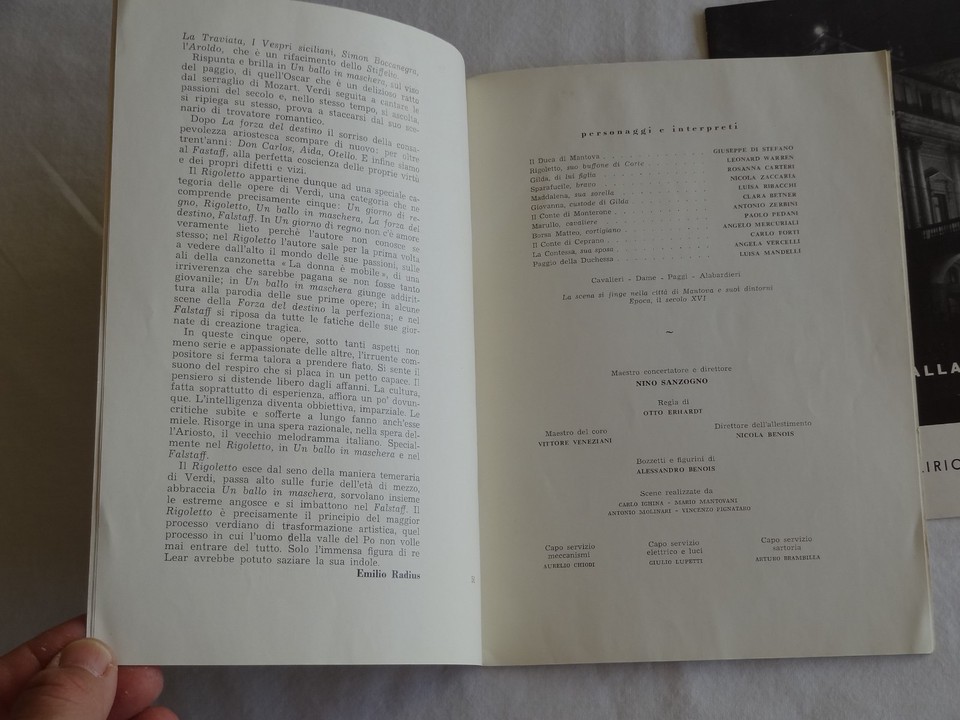 La Traviata, I Vespri siciliani, Simon Boccanegra,
l'Aroldo, che è un rifacimento dello Stiffelio.
Rispunta e brilla in Un ballo in maschera, sul viso
del paggio, di quell'Oscar che è un delizioso ratto
dal serraglio di Mozart. Verdi seguita a cantare le
passioni del secolo e, nello stesso tempo, si ascolta,
si ripiega su stesso, prova a staccarsi dal suo sce-
nario di trovatore romantico.
Dopo La forza del destino il sorriso della consa-
pevolezza ariostesca scompare di nuovo: per oltre
trent'anni: Don Carlos, Aida, Otello. E infine siamo
al Fastaff, alla perfetta coscienza delle proprie virtù
e dei propri difetti e vizi.
Il Rigoletto appartiene dunque ad una speciale ca-
tegoria delle opere di Verdi, una categoria che ne
comprende precisamente cinque: Un giorno di re-
gno, Rigoletto, Un ballo in maschera, La forza del
destino, Falstaff. In Un giorno di regno non c'è amore
veramente lieto perchè l'autore non conosce se
stesso; nel Rigoletto l'autore sale per la prima volta
a vedere dall'alto il mondo delle sue passioni, sulle
ali della canzonetta « La donna è mobile », di una
irriverenza che sarebbe pagana se non fosse tanto
giovanile; in Un ballo in maschera giunge addirit-
tura alla parodia delle sue prime opere; in alcune
scene della Forza del destino la perfeziona; e nel
Falstaff si riposa da tutte le fatiche delle sue gior-
nate di creazione tragica.
In queste cinque opere, sotto tanti aspetti non
meno serie e appassionate delle altre, l'irruente com-
positore si ferma talora a prendere fiato. Si sente il
suono del respiro che si placa in un petto capace. Il
pensiero si distende libero dagli affanni. La cultura,
fatta soprattutto di esperienza, affiora un po' dovun-
que. L'intelligenza diventa obbiettiva, imparziale. Le
critiche subite e sofferte a lungo fanno anch'esse
miele. Risorge in una spera razionale, nella spera del-
l'Ariosto, il vecchio melodramma italiano. Special-
mente nel Rigoletto, in Un ballo in maschera e nel
Falstaff.
Il Rigoletto esce dal seno della maniera temeraria
di Verdi, passa alto sulle furie dell'età di mezzo,
abbraccia Un ballo in maschera, sorvolano insieme
le estreme angosce e si imbattono nel Falstaff. Il
Rigoletto è precisamente il principio del maggior
processo verdiano di trasformazione artistica, quel
processo in cui l'uomo della valle del Po non volle
mai entrare del tutto. Solo l'immensa figura di re
Lear avrebbe potuto saziare la sua indole.
Emilio Radius
personaggi e interpreti
Il Duca di Mantova . . . GIUSEPPE DI STEFANO
Rigoletto, suo buffone di Corte . . . LEONARD WARREN
Gilda, di lui figlia . . . ROSANNA CARTERI
Sparafucile, bravo . . . NICOLA ZACCARIA
Maddalena, sua sorella . . . LUISA RIBACCHI
Giovanna, custode di Gilda . . . CLARA BETNER
Il Conte di Monterone . . . ANTONIO ZERBINI
Marullo, cavaliere . . . PAOLO PEDANI
Borsa Matteo, cortigiano . . . ANGELO MERCURIALI
Il Conte di Ceprano . . . CARLO FORTI
La Contessa, sua sposa . . . ANGELA VERCELLI
Paggio della Duchessa . . . LUISA MANDELLI
Cavalieri - Dame - Paggi - Alabardieri
La scena si finge nella città di Mantova e suoi dintorni
Epoca, il secolo XVI
~
Maestro concertatore e direttore
NINO SANZOGNO
Regia di
OTTO ERHARDT
Maestro del coro
VITTORE VENEZIANI
Direttore dell'allestimento
NICOLA BENOIS
Bozzetti e figurini di
ALESSANDRO BENOIS
Scene realizzate da
CARLO IGHINA - MARIO MANTOVANI
ANTONIO MOLINARI - VINCENZO PIGNATARO
Capo servizio
meccanismi
AURELIO CHIODI
Capo servizio
elettrico e luci
GIULIO LUPETTI
Capo servizio
sartoria
ARTURO BRAMBILLA
ALLA
LIRIC